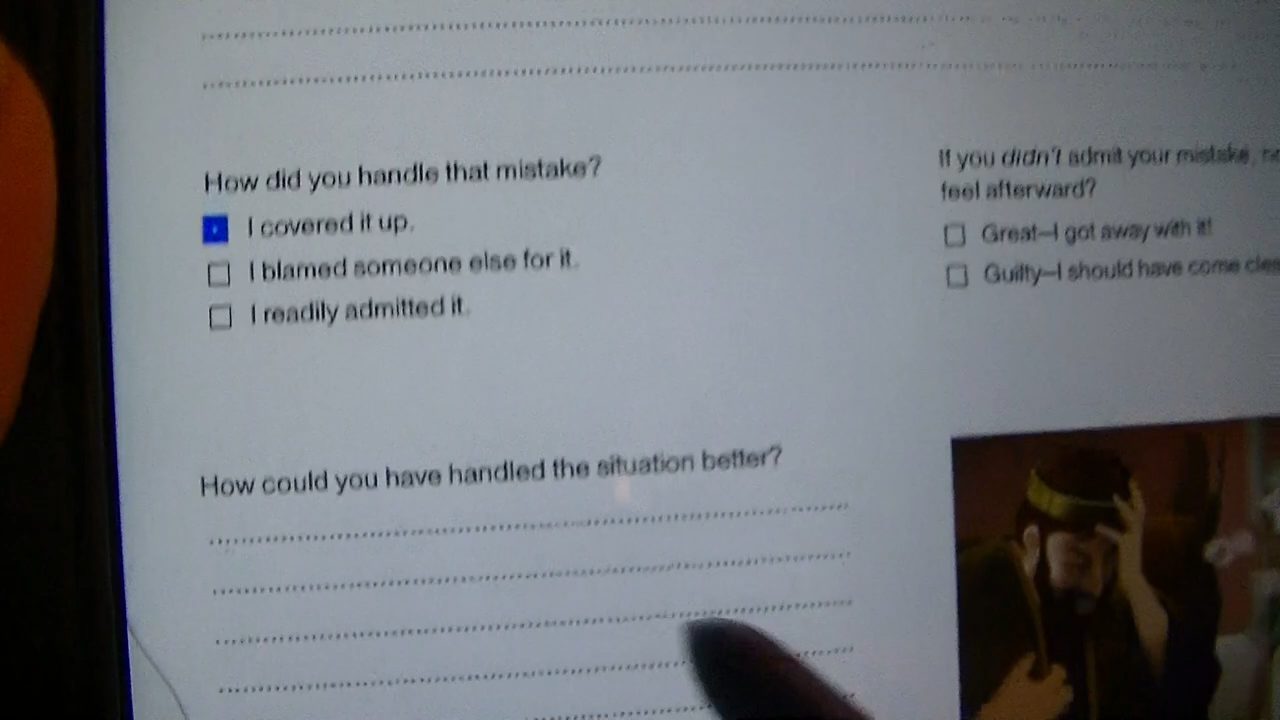 How did you handle that mistake?
I covered it up.
I blamed someone else for it.
I readily admitted it.
If you didn't admit your mistake,
feel afterward?
Great—I got away with it!
Guilty—I should have come
How could you have handled the situation better?